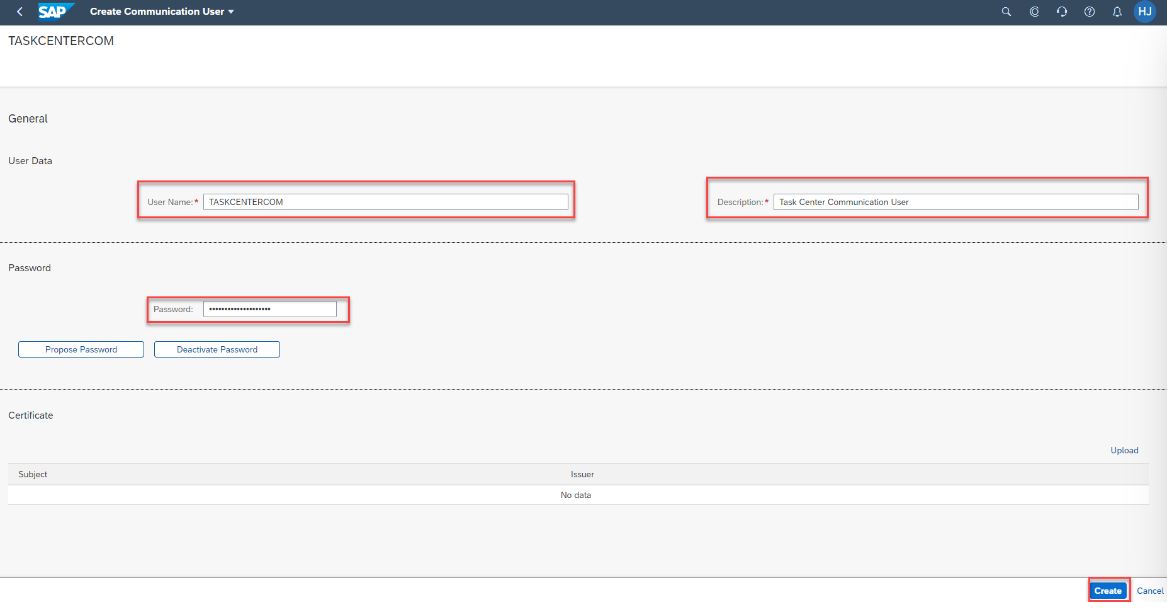 SAP Create Communication User HJ
TASKCENTERCOM
General
User Data
User Name:* TASKCENTERCOM Description:* Task Center Communication User
Password
Password: ••••••••••••••••••••
Propose Password Deactivate Password
Certificate
Upload
Subject Issuer
No data
Create Cancel